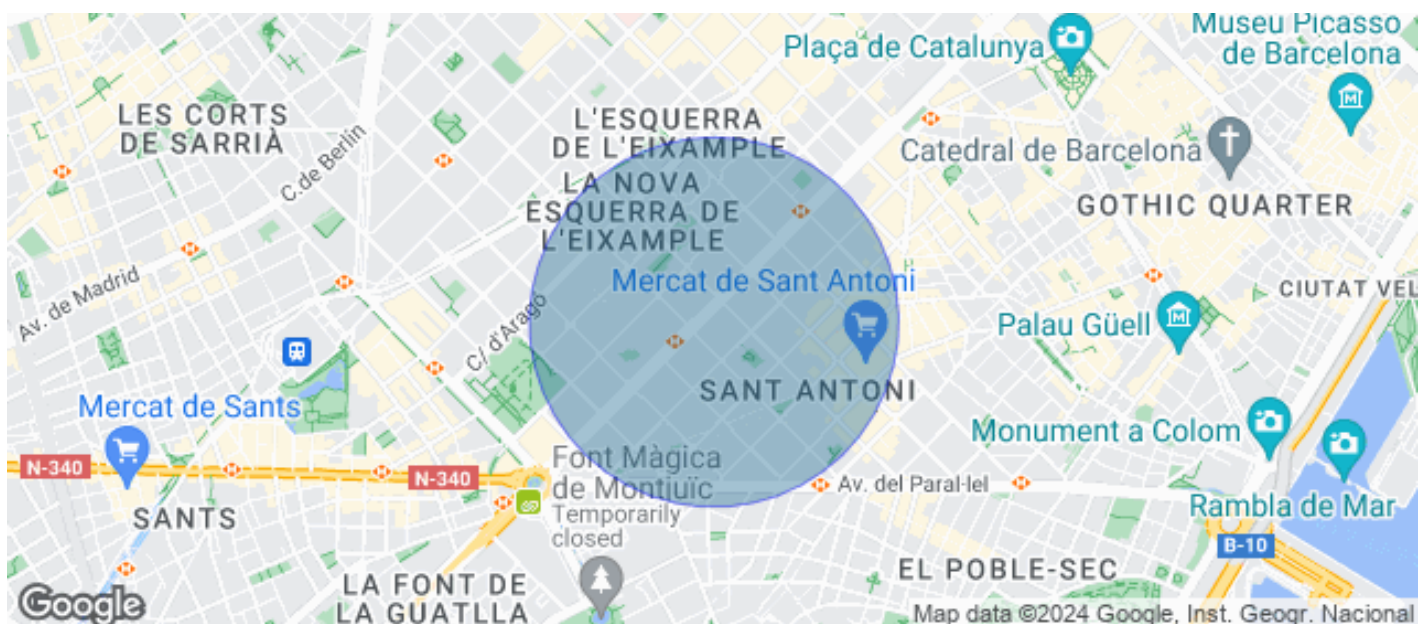 Museu Picasso
de Barcelona
Plaça de Catalunya
LES CORTS
DE SARRIÀ
L'ESQUERRA
DE L'EIXAMPLE
C. de Berlín
Catedral de Barcelona
LA NOVA
ESQUERRA DE
L'EIXAMPLE
GOTHIC QUARTER
Av. de Madrid
Mercat de Sant Antoni
CIUTAT VEL
C/ d'Aragó
Palau Güell
SANT ANTONI
Mercat de Sants
Monument a Colom
N-340
N-340
Font Màgica
de Montjuïc
Temporarily
closed
Av. del Paral·lel
Rambla de Mar
SANTS
B-10
EL POBLE-SEC
LA FONT DE
LA GUATLLA
Google
Map data ©2024 Google, Inst. Geogr. Nacional